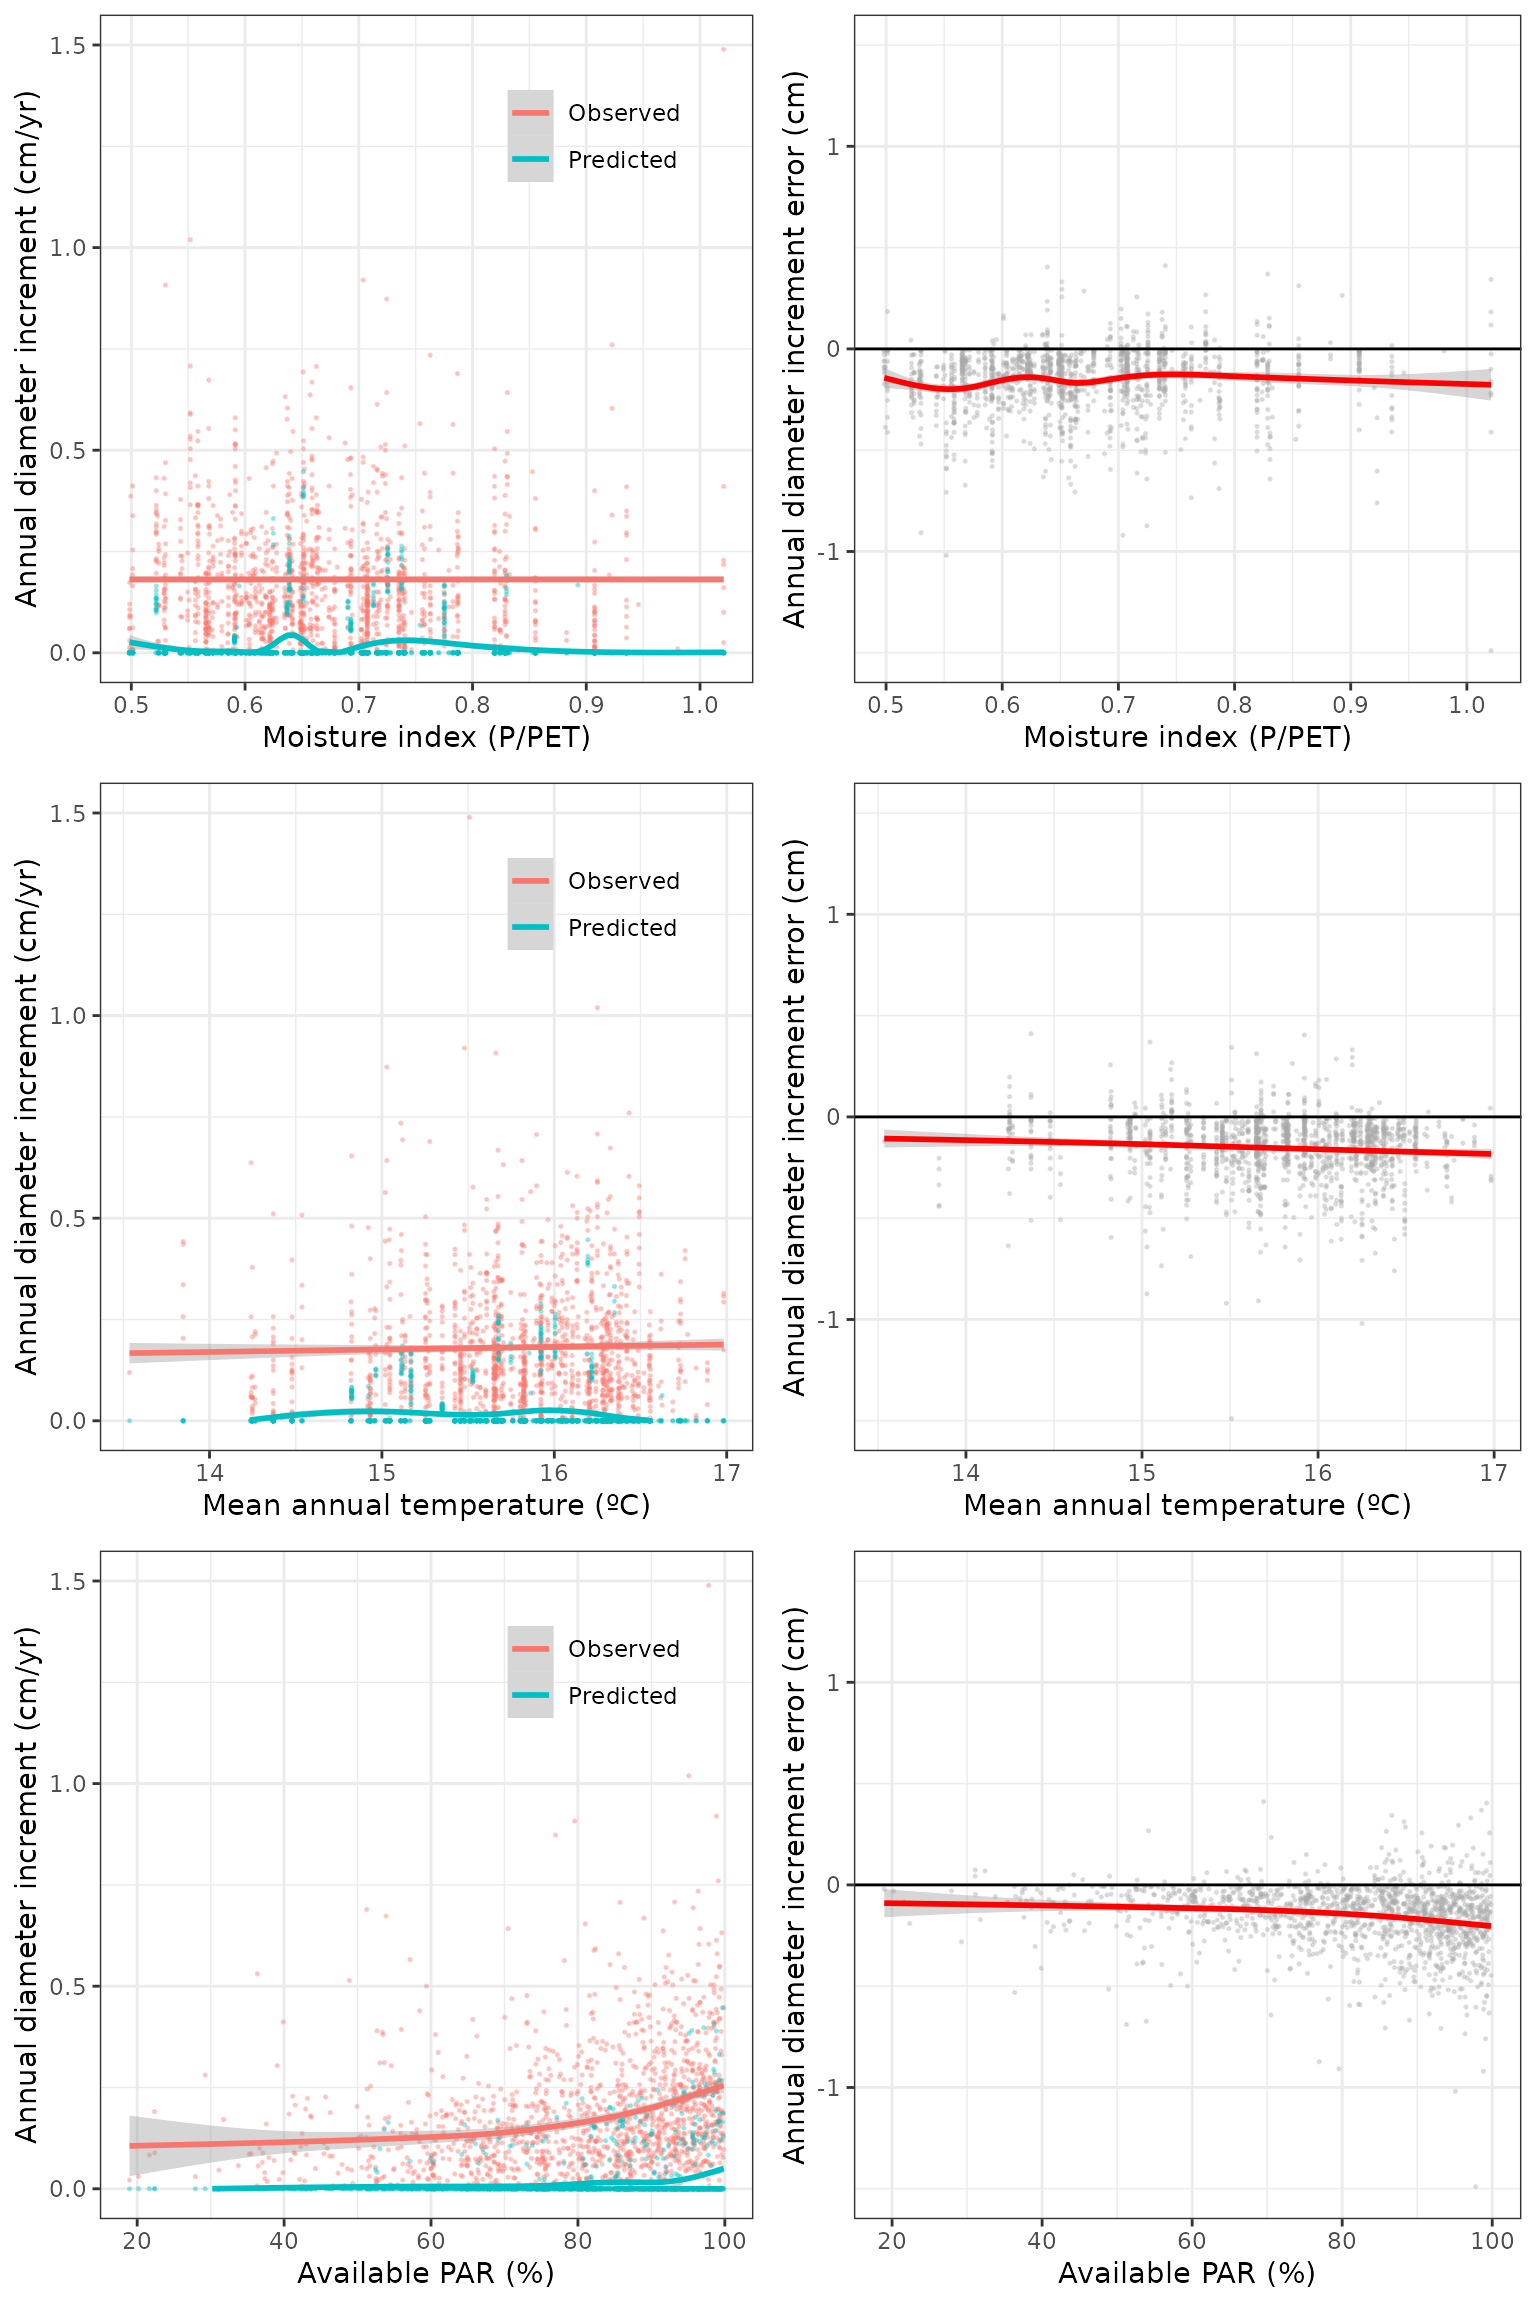 Annual diameter increment (cm/yr)
1.5
1.0
0.5
0.0
Observed
Predicted
0.5 0.6 0.7 0.8 0.9 1.0
Moisture index (P/PET)
Annual diameter increment error (cm)
1
0
-1
0.5 0.6 0.7 0.8 0.9 1.0
Moisture index (P/PET)
Annual diameter increment (cm/yr)
1.5
1.0
0.5
0.0
Observed
Predicted
14 15 16 17
Mean annual temperature (ºC)
Annual diameter increment error (cm)
1
0
-1
14 15 16 17
Mean annual temperature (ºC)
Annual diameter increment (cm/yr)
1.5
1.0
0.5
0.0
Observed
Predicted
20 40 60 80 100
Available PAR (%)
Annual diameter increment error (cm)
1
0
-1
20 40 60 80 100
Available PAR (%)